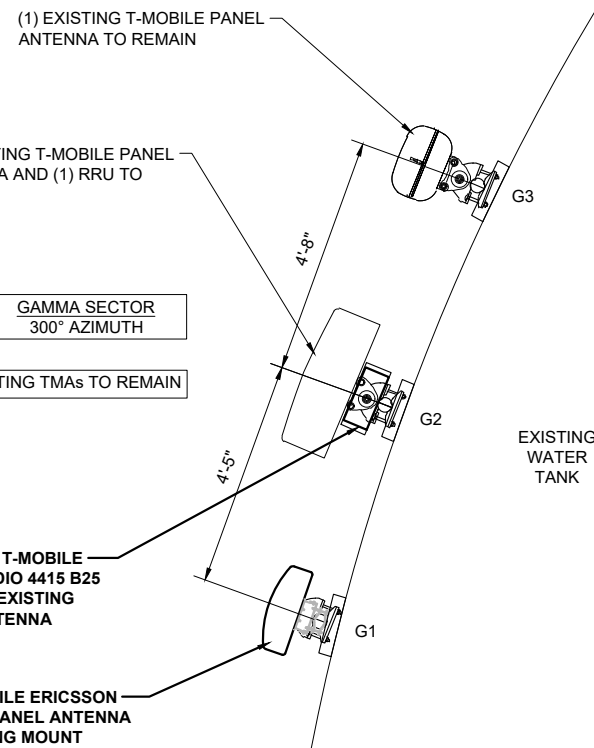 (1) EXISTING T-MOBILE PANEL
ANTENNA TO REMAIN
TING T-MOBILE PANEL
A AND (1) RRU TO
G3
4'-8"
GAMMA SECTOR
300° AZIMUTH
TING TMAs TO REMAIN
G2
EXISTING
WATER
TANK
4'-5"
T-MOBILE
DIO 4415 B25
EXISTING
TENNA
G1
ILE ERICSSON
PANEL ANTENNA
NG MOUNT